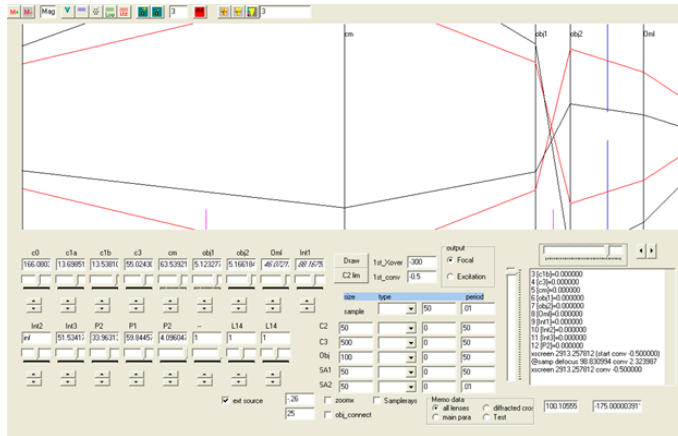 Mag 3 3
cm obj1 obj2 Oml
c0 c1a c1b c3 cm obj1 obj2 Oml Int1
166.080 13.69851 13.53810 55.02430 63.53921 5.123277 5.166184
Int2 Int3 P2 P1 P2 -- L14 L14
inf 51.53417 33.96313 59.84457 4.096047 1 1 1
Draw 1st_Xover -300
C2 lim 1st_conv -0.5
output
Focal
Excitation
size type period
sample 50 .01
C2 50 0 50
C3 500 0 50
Obj 100 0 50
SA1 50 0 50
SA2 50 0 50 .01
3 [c1b]=0.000000
4 [c3]=0.000000
5 [cm]=0.000000
6 [obj1]=0.000000
7 [obj2]=0.000000
8 [Oml]=0.000000
9 [Int1]=0.000000
10 [Int2]=0.000000
11 [Int3]=0.000000
12 [P2]=0.000000
xscreen 2913.257812 (start conv -0.500000)
@samp defocus 98.830994 conv 2.323987
xscreen 2913.257812 conv -0.500000
ext source -.26 zoomx Samplerays
25 obj_connect
Memo data
all lenses diffracted cros
main para Test
100.10555 -175.00000391